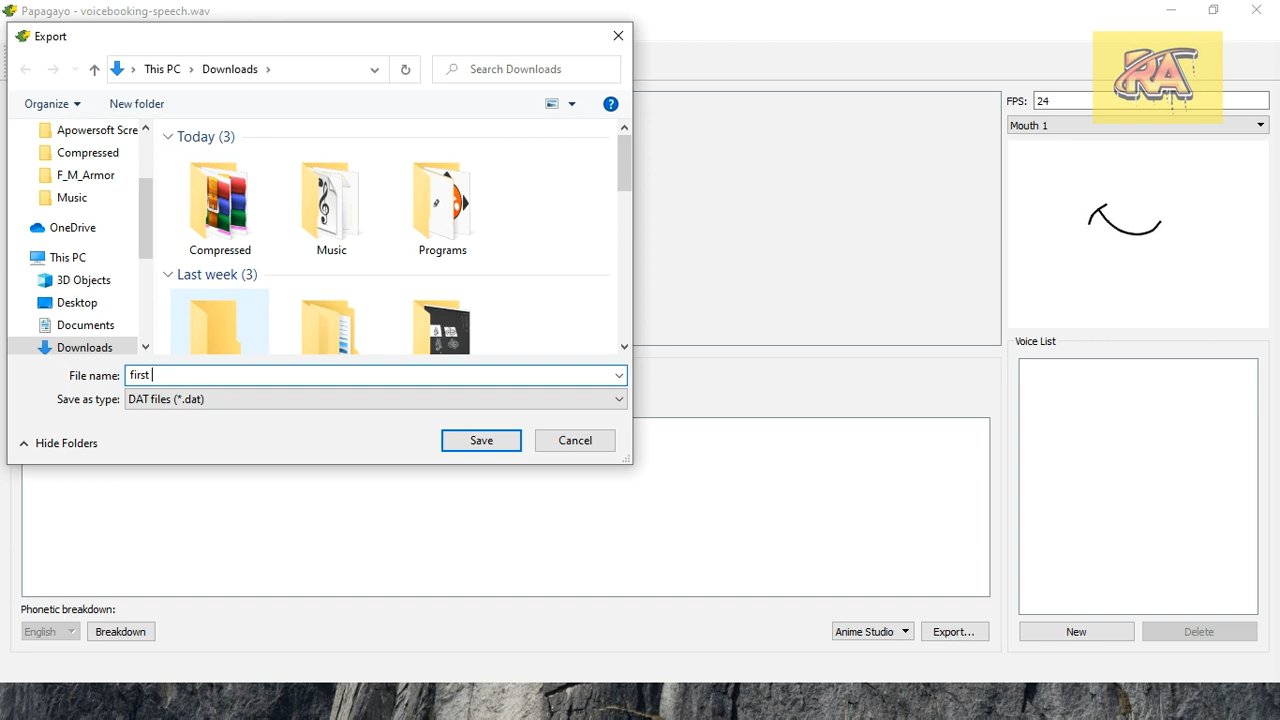 Papagayo - voicebooking-speech.wav
Export
This PC
Downloads
Search Downloads
Organize
New folder
Apowersoft Scre
Compressed
F_M_Armor
Music
OneDrive
This PC
3D Objects
Desktop
Documents
Downloads
Today (3)
Compressed
Music
Programs
Last week (3)
File name:
first
Save as type:
DAT files (*.dat)
Hide Folders
Save
Cancel
FPS:
24
Mouth 1
RA
Voice List
Phonetic breakdown:
English
Breakdown
Anime Studio
Export...
New
Delete